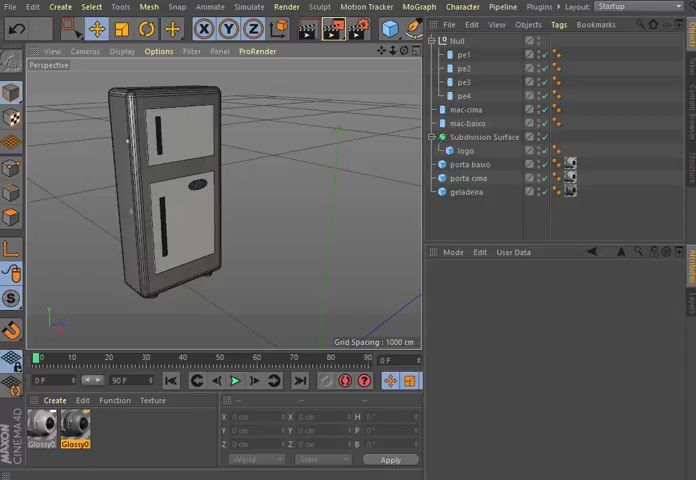 File Edit Create Select Tools Mesh Snap Animate Simulate Render Sculpt Motion Tracker MoGraph Character Pipeline Plugins Layout: Startup
X Y Z
File Edit View Objects Tags Bookmarks
View Cameras Display Options Filter Panel ProRender
Perspective
Null
pe1
pe2
pe3
pe4
mac-cima
mac-baixo
Subdivision Surface
logo
porta baixo
porta cima
geladeira
Mode Edit User Data
Objects
Attributes
Layers
Grid Spacing : 1000 cm
0 10 20 30 40 50 60 70 80 90 0 F
0 F 90 F
Create Edit Function Texture
-- -- --
X 0 cm X 0 cm H 0 °
Y 0 cm Y 0 cm P 0 °
Z 0 cm Z 0 cm B 0 °
World Scale Apply
Glossy0 Glossy0
MAXON
CINEMA 4D